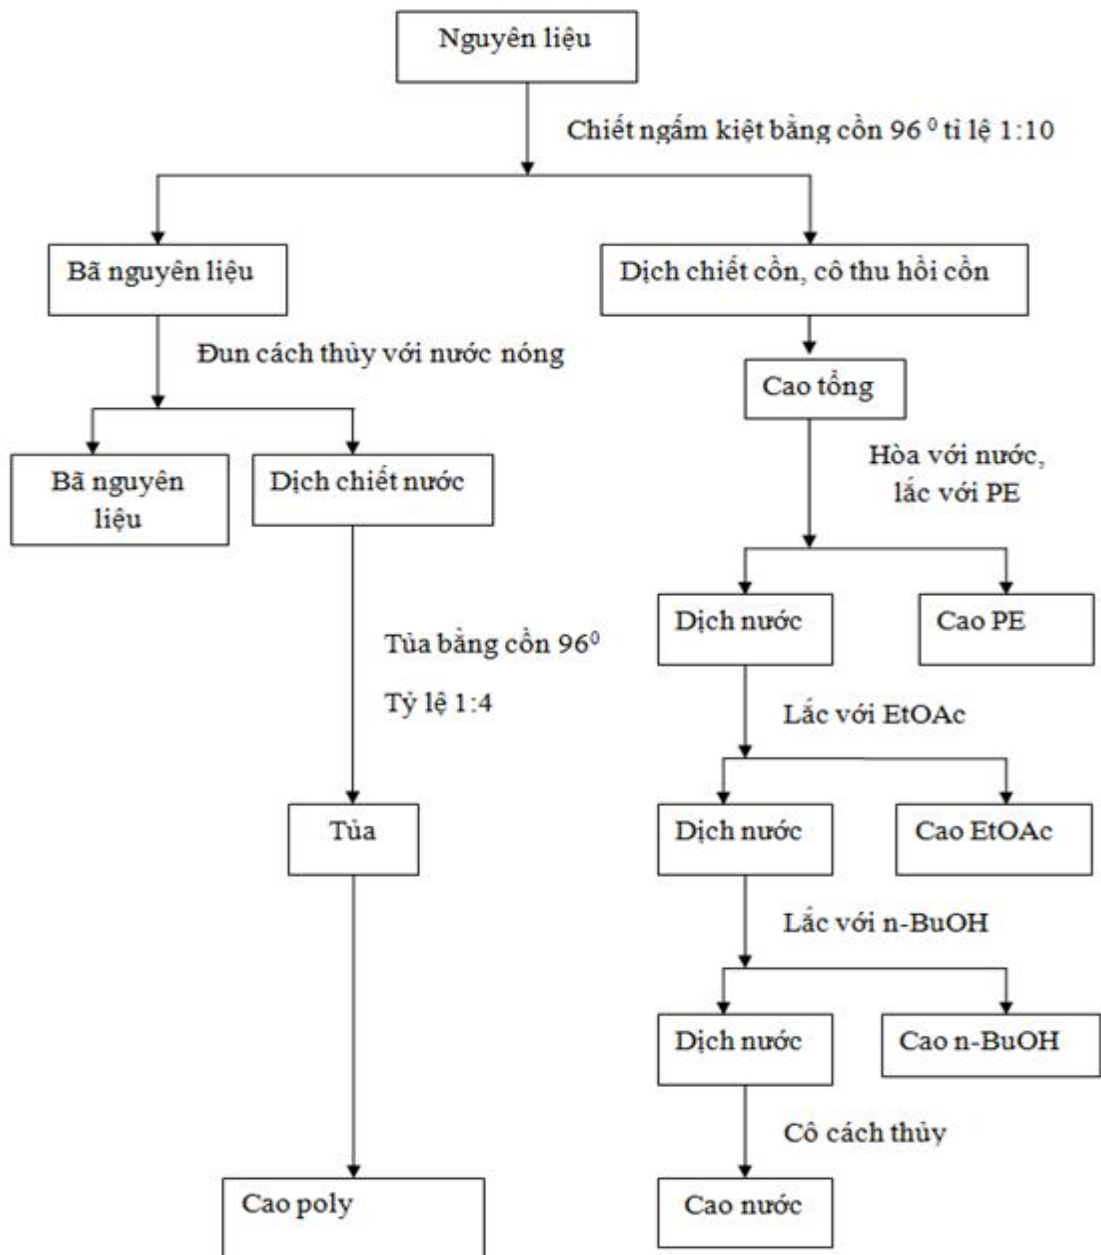 Nguyên liệu
Chiết ngấm kiệt bằng cồn 96 ⁰ tỉ lệ 1:10
Bã nguyên liệu
Dịch chiết cồn, cô thu hồi cồn
Đun cách thủy với nước nóng
Cao tổng
Bã nguyên
liệu
Dịch chiết nước
Hòa với nước,
lắc với PE
Dịch nước
Cao PE
Tủa bằng cồn 96⁰
Tỷ lệ 1:4
Lắc với EtOAc
Tủa
Dịch nước
Cao EtOAc
Lắc với n-BuOH
Dịch nước
Cao n-BuOH
Cô cách thủy
Cao poly
Cao nước